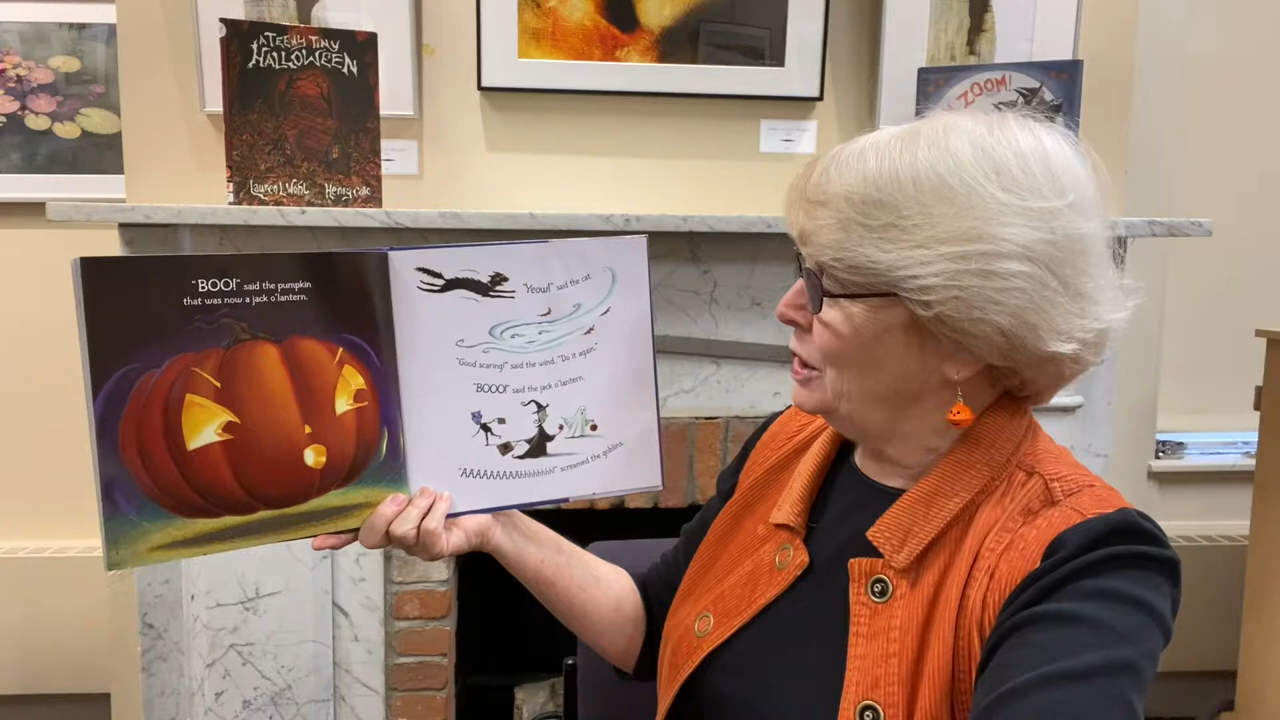 A TEENY TINY
HALLOWEEN
Lauren L. Wohl
Henry Cole
ZOOM!
"BOO!" said the pumpkin
that was now a jack o'lantern.
"Yeow!" said the cat
"Good scaring!" said the wind. "Do it again."
"BOOO!" said the jack o'lantern.
"AAAAAAAAAhhhhhhhh!" screamed the goblins.